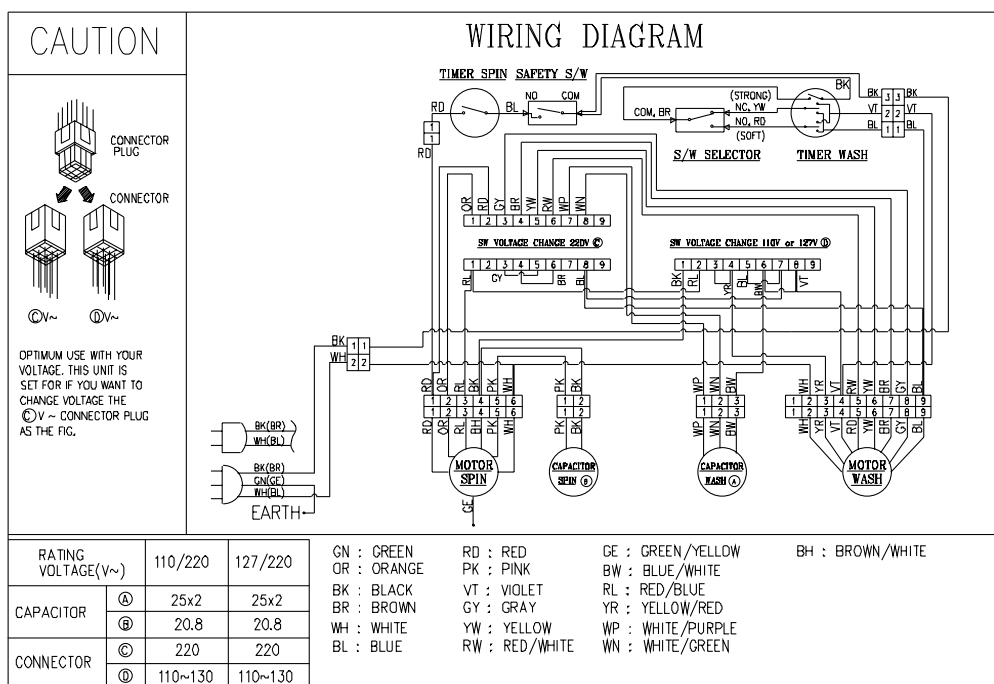 CAUTION
WIRING DIAGRAM
TIMER SPIN SAFETY S/W
NO COM
RD
BL
BK
(STRONG)
COM, BR
NC, YW
NO, RD
(SOFT)
S/W SELECTOR
TIMER WASH
BK 3 3 BK
VT 2 2 VT
BL 1 1 BL
1
1
RD
CONNECTOR
PLUG
CONNECTOR
ⒸV~ ⒹV~
OR RD GY BR YW RW WP WN
1 2 3 4 5 6 7 8 9
SW VOLTAGE CHANGE 220V Ⓒ
1 2 3 4 5 6 7 8 9
RL GY BR BL
SW VOLTAGE CHANGE 110V or 127V Ⓓ
1 2 3 4 5 6 7 8 9
BK RL YR BL BW VT
OPTIMUM USE WITH YOUR
VOLTAGE. THIS UNIT IS
SET FOR IF YOU WANT TO
CHANGE VOLTAGE THE
ⒸV ~ CONNECTOR PLUG
AS THE FIG.
BK 1 1
WH 2 2
RD OR RL BK PK WH
1 2 3 4 5 6
1 2 3 4 5 6
RD OR RL BH PK WH
MOTOR
SPIN
GE
PK BK
1 2
1 2
PK BK
CAPACITOR
SPIN Ⓑ
WP WN BW
1 2 3
1 2 3
WP WN BW
CAPACITOR
WASH Ⓐ
WH YR VT RW YW BR GY BL
1 2 3 4 5 6 7 8 9
1 2 3 4 5 6 7 8 9
WH YR VT RD YW BR GY BL
MOTOR
WASH
BK(BR)
WH(BL)
BK(BR)
GN(GE)
WH(BL)
EARTH
RATING
VOLTAGE(V~) 110/220 127/220
CAPACITOR Ⓐ 25x2 25x2
Ⓑ 20.8 20.8
CONNECTOR Ⓒ 220 220
Ⓓ 110~130 110~130
GN : GREEN
OR : ORANGE
BK : BLACK
BR : BROWN
WH : WHITE
BL : BLUE
RD : RED
PK : PINK
VT : VIOLET
GY : GRAY
YW : YELLOW
RW : RED/WHITE
GE : GREEN/YELLOW
BW : BLUE/WHITE
RL : RED/BLUE
YR : YELLOW/RED
WP : WHITE/PURPLE
WN : WHITE/GREEN
BH : BROWN/WHITE